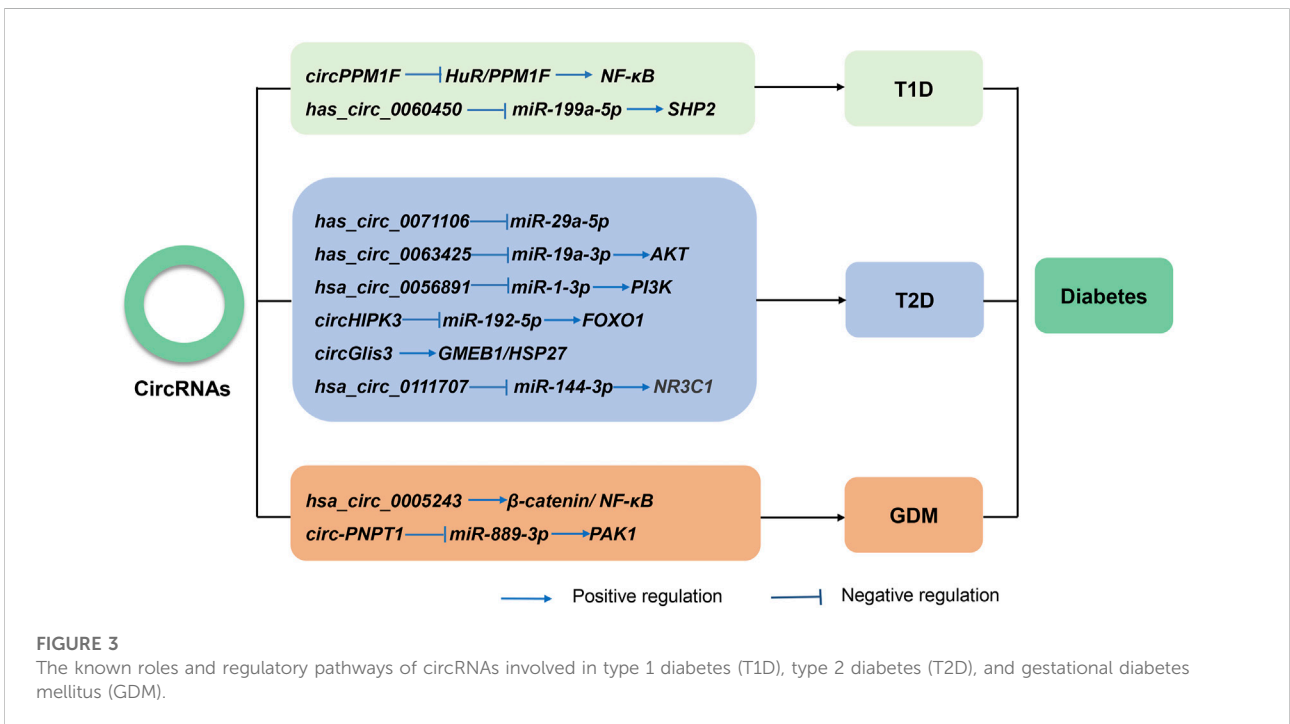 circPPM1F HuR/PPM1F NF-κB
has_circ_0060450 miR-199a-5p SHP2
T1D
has_circ_0071106 miR-29a-5p
has_circ_0063425 miR-19a-3p AKT
hsa_circ_0056891 miR-1-3p PI3K
circHIPK3 miR-192-5p FOXO1
circGlis3 GMEB1/HSP27
hsa_circ_0111707 miR-144-3p NR3C1
T2D
Diabetes
CircRNAs
hsa_circ_0005243 β-catenin/ NF-κB
circ-PNPT1 miR-889-3p PAK1
GDM
Positive regulation Negative regulation
FIGURE 3
The known roles and regulatory pathways of circRNAs involved in type 1 diabetes (T1D), type 2 diabetes (T2D), and gestational diabetes
mellitus (GDM).